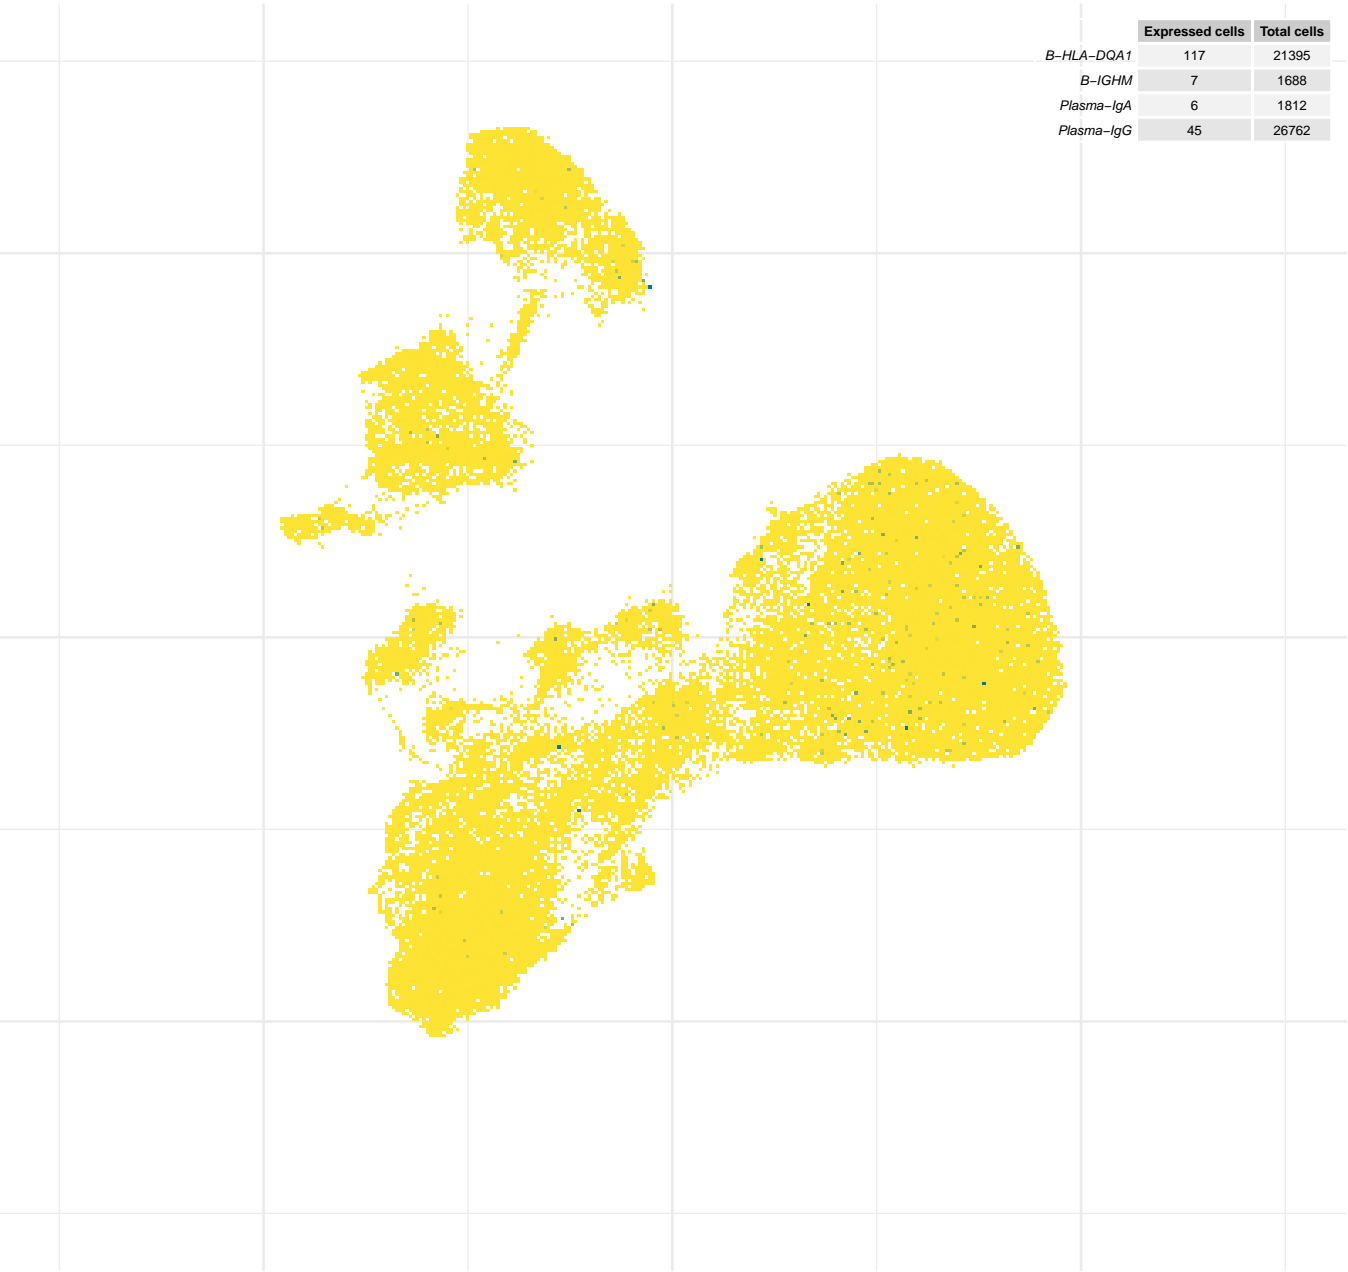 Expressed cells Total cells
B−HLA−DQA1 117 21395
B−IGHM 7 1688
Plasma−IgA 6 1812
Plasma−IgG 45 26762